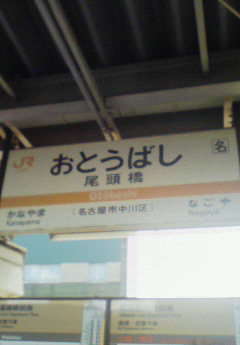 JR
おとうばし
名
尾頭橋
Otōbashi
かなやま
Kanayama
(名古屋市中川区)
なごや
Nagoya